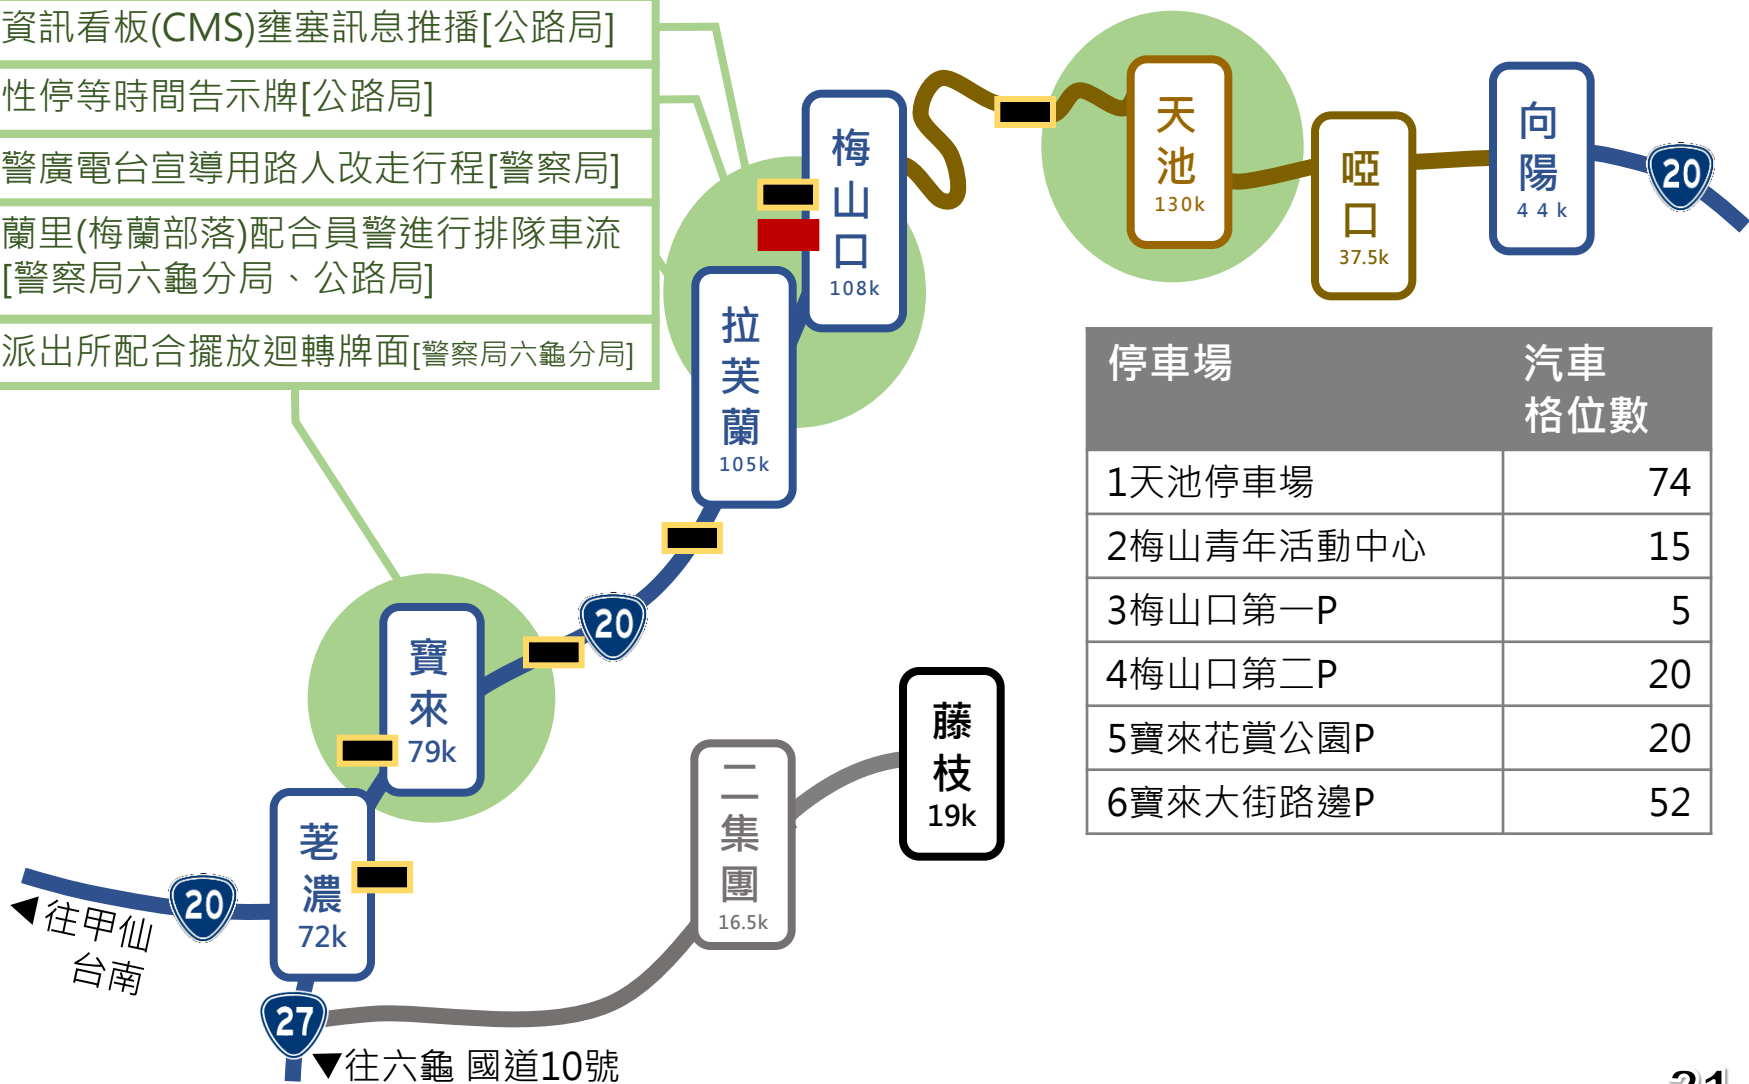 資訊看板(CMS)壅塞訊息推播[公路局]
性停等時間告示牌[公路局]
警廣電台宣導用路人改走行程[警察局]
蘭里(梅蘭部落)配合員警進行排隊車流
[警察局六龜分局、公路局]
派出所配合擺放迴轉牌面[警察局六龜分局]
梅山口
108k
天池
130k
啞口
37.5k
向陽
44k
20
拉芙蘭
105k
20
寶來
79k
荖濃
72k
20
◀往甲仙
台南
27
▼往六龜 國道10號
二集團
16.5k
藤枝
19k
停車場 汽車
格位數
1天池停車場 74
2梅山青年活動中心 15
3梅山口第一P 5
4梅山口第二P 20
5寶來花賞公園P 20
6寶來大街路邊P 52